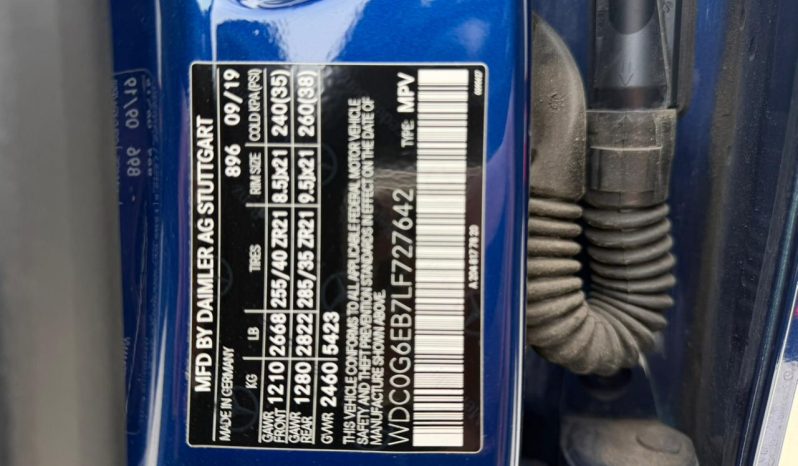 MFD BY DAIMLER AG STUTTGART
MADE IN GERMANY 896 09/19
KG LB TIRES RIM SIZE COLD KPA(PSI)
GAWR FRONT 1210 2668 255/40 ZR21 8.5Jx21 240(35)
GAWR REAR 1280 2822 285/35 ZR21 9.5Jx21 260(38)
GVWR 2460 5423
THIS VEHICLE CONFORMS TO ALL APPLICABLE FEDERAL MOTOR VEHICLE
SAFETY AND THEFT PREVENTION STANDARDS IN EFFECT ON THE DATE OF
MANUFACTURE SHOWN ABOVE.
WDC0G6EB7LF727642 TYPE: MPV
896 09/19